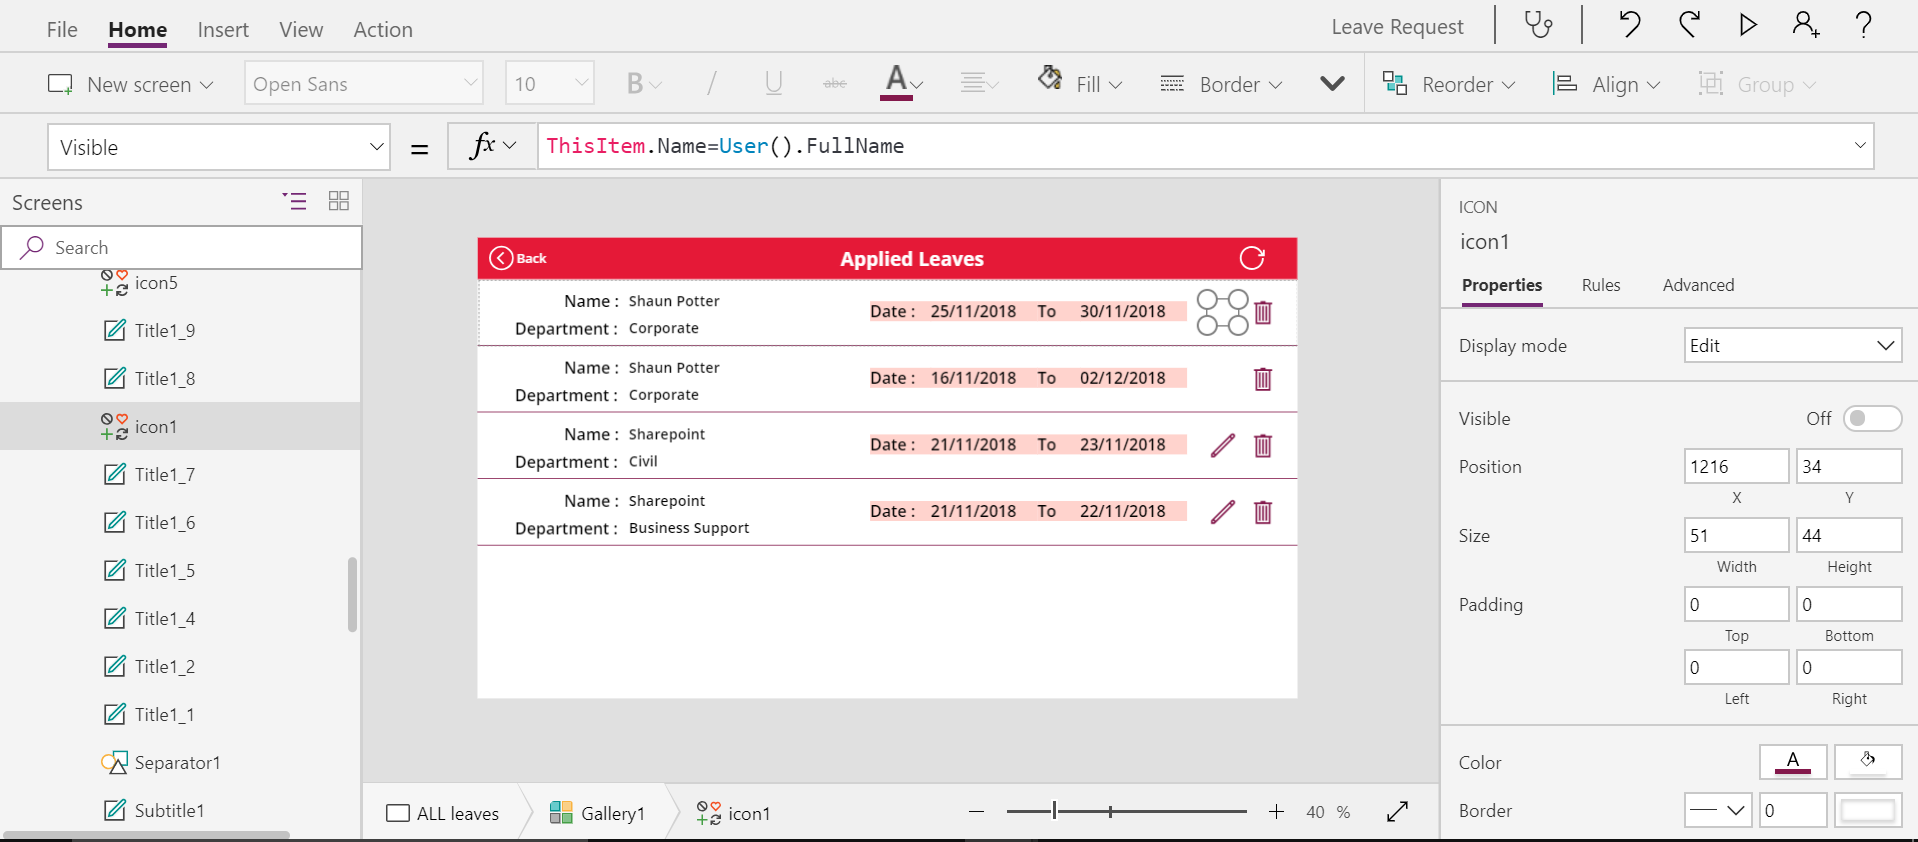 File Home Insert View Action Leave Request ?
New screen Open Sans 10 B / U abc A Fill Border Reorder Align Group
Visible = fx ThisItem.Name=User().FullName
Screens
Search
icon5
Title1_9
Title1_8
icon1
Title1_7
Title1_6
Title1_5
Title1_4
Title1_2
Title1_1
Separator1
Subtitle1
Back Applied Leaves
Name : Shaun Potter
Department : Corporate
Date : 25/11/2018 To 30/11/2018
Name : Shaun Potter
Department : Corporate
Date : 16/11/2018 To 02/12/2018
Name : Sharepoint
Department : Civil
Date : 21/11/2018 To 23/11/2018
Name : Sharepoint
Department : Business Support
Date : 21/11/2018 To 22/11/2018
ALL leaves Gallery1 icon1 — + 40 %
ICON
icon1
Properties Rules Advanced
Display mode Edit
Visible Off
Position 1216 34
X Y
Size 51 44
Width Height
Padding 0 0
Top Bottom
0 0
Left Right
Color A
Border 0